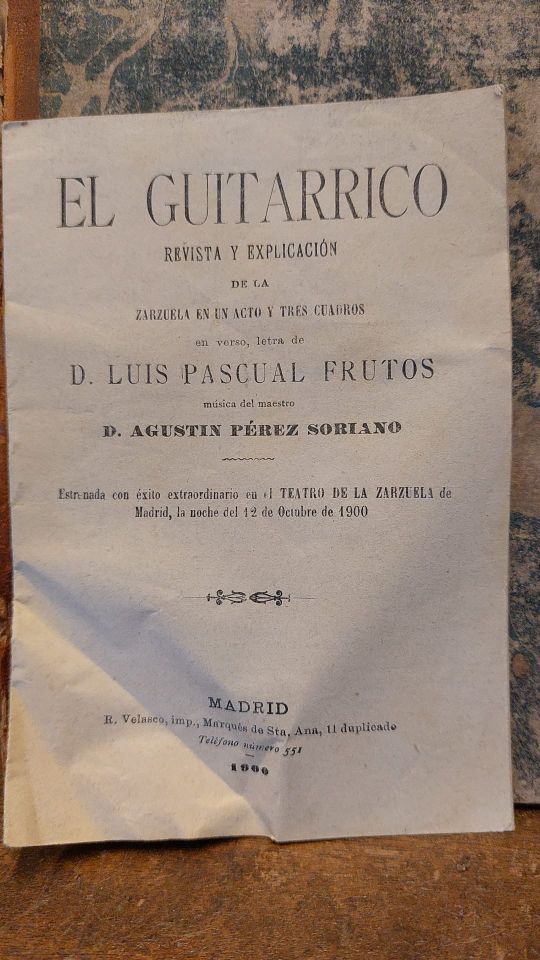 EL GUITARRICO
REVISTA Y EXPLICACIÓN
DE LA
ZARZUELA EN UN ACTO Y TRES CUADROS
en verso, letra de
D. LUIS PASCUAL FRUTOS
música del maestro
D. AGUSTIN PÉREZ SORIANO
Estrenada con éxito extraordinario en el TEATRO DE LA ZARZUELA de
Madrid, la noche del 12 de Octubre de 1900
MADRID
R. Velasco, imp., Marqués de Sta, Ana, 11 duplicado
Teléfono número 551
1900